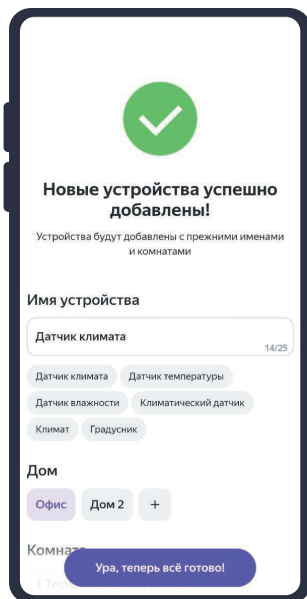 Новые устройства успешно
добавлены!
Устройства будут добавлены с прежними именами
и комнатами
Имя устройства
Датчик климата
14/25
Датчик климата Датчик температуры
Датчик влажности Климатический датчик
Климат Градусник
Дом
Офис Дом 2 +
Комната
Ура, теперь всё готово!